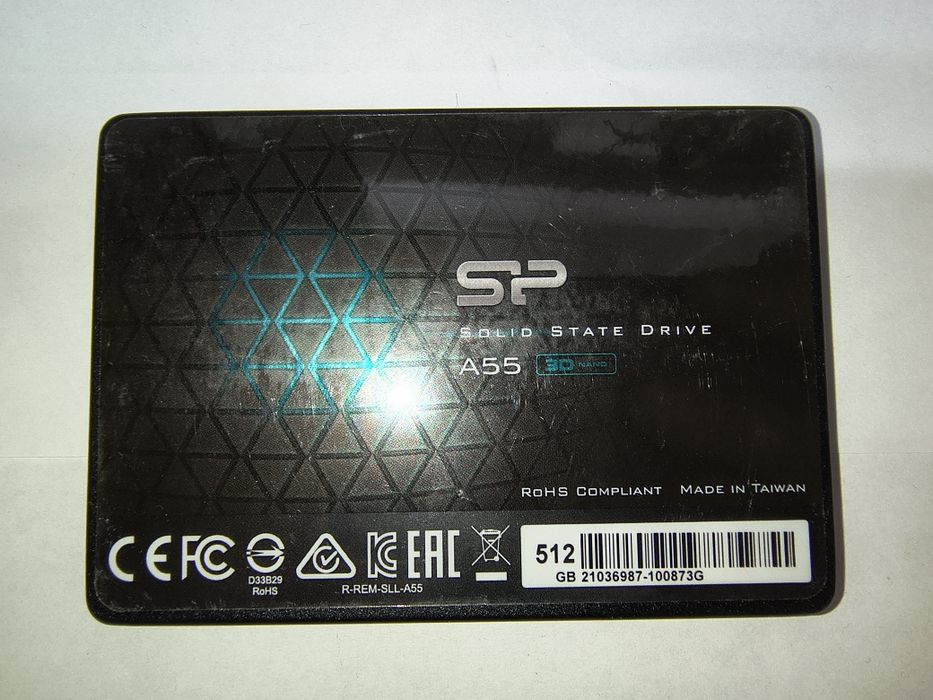 SP
SOLID STATE DRIVE
A55 3D NAND
ROHS COMPLIANT MADE IN TAIWAN
CE FC D33B29 RoHS R-REM-SLL-A55 EAC
512
GB 21036987-100873G